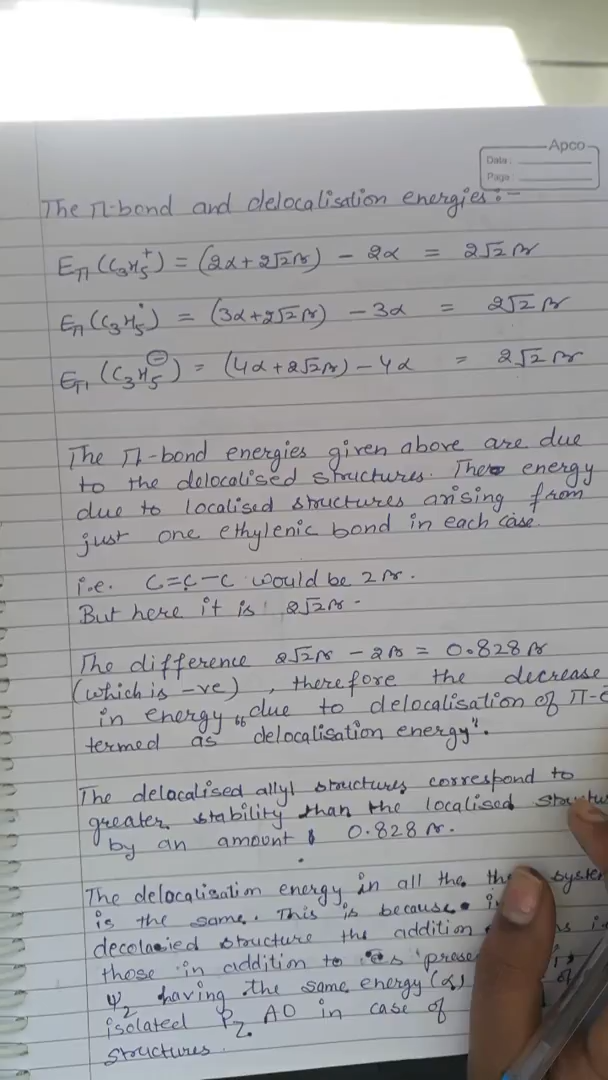 Apco
Date:
Page:
The π-bond and delocalisation energies:-
Eπ (C₃H₅⁺) = (2α+2√2β) - 2α = 2√2β
Eπ (C₃H₅˙) = (3α+2√2β) - 3α = 2√2β
Eπ (C₃H₅⊖) = (4α+2√2β) - 4α = 2√2β
The π-bond energies given above are due
to the delocalised structures. The energy
due to localised structures arising from
just one ethylenic bond in each case.
i.e. C=C-C would be 2β.
But here it is 2√2β.
The difference 2√2β - 2β = 0.828β
(which is -ve), therefore the decrease
in energy "due to delocalisation of π-e
termed as delocalisation energy".
The delocalised allyl structures correspond to
greater stability than the localised
by an amount 0.828β.
The delocalisation energy in all the
is the same. This is because
decolasied structure the addition
those in addition to
ψ₂ having the same energy (α) of
isolated P_z AO in case of
structures.